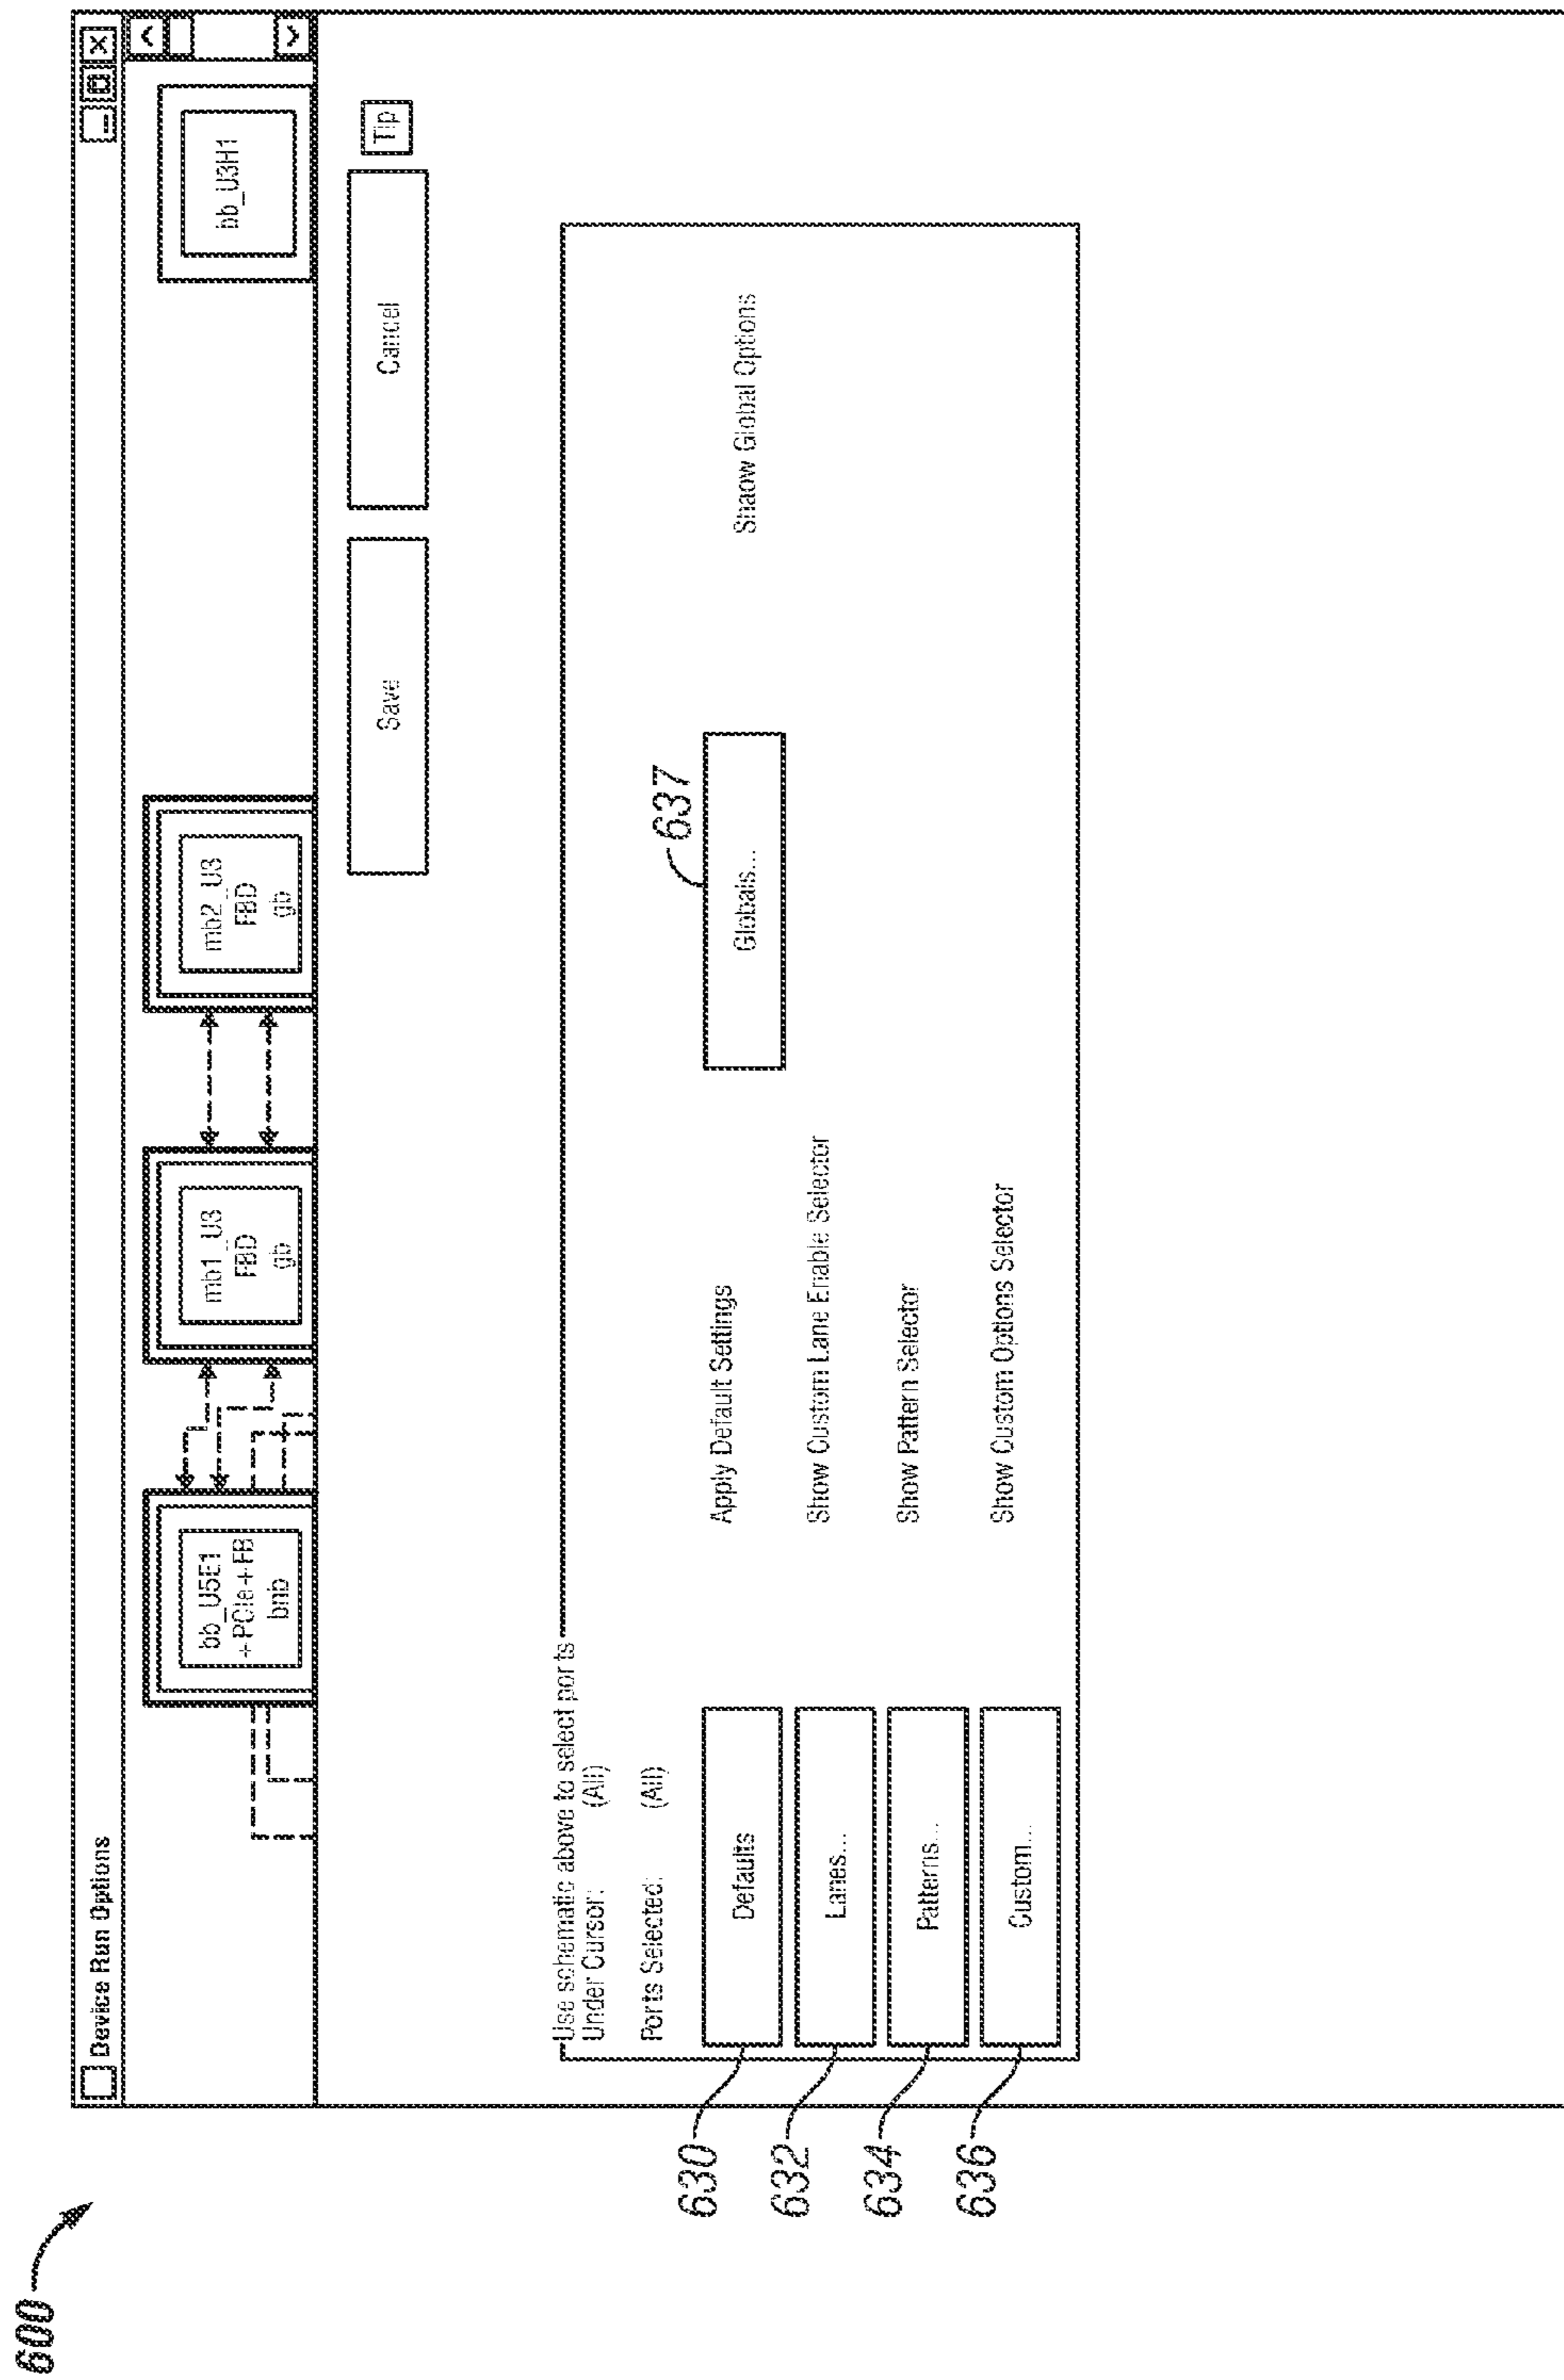 600
Device Run Options
bb_U5E1
+PCIe+FB
bnb
mb1_U3
FBD
gb
mb2_U3
FBD
gb
bb_U3H1
Save
Cancel
Tip
Use schematic above to select ports
Under Cursor: (All)
Ports Selected: (All)
630
Defaults
Apply Default Settings
637
Globals...
Shaow Global Options
632
Lanes...
Show Custom Lane Enable Selector
634
Patterns...
Show Pattern Selector
636
Custom...
Show Custom Options Selector